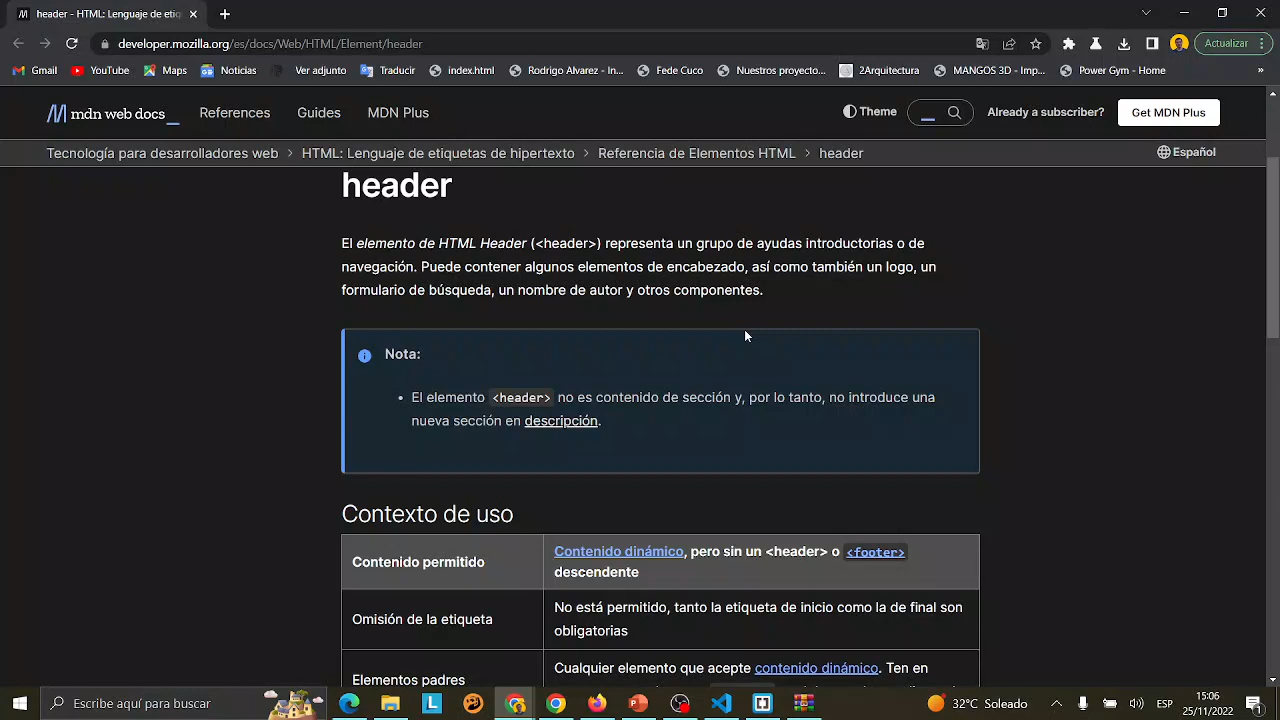 header - HTML: Lenguaje de etiq
developer.mozilla.org/es/docs/Web/HTML/Element/header
Actualizar
Gmail
YouTube
Maps
Noticias
Ver adjunto
Traducir
index.html
Rodrigo Alvarez - In...
Fede Cuco
Nuestros proyecto...
2Arquitectura
MANGOS 3D - Imp...
Power Gym - Home
»
mdn web docs_
References
Guides
MDN Plus
Theme
Already a subscriber?
Get MDN Plus
Tecnología para desarrolladores web > HTML: Lenguaje de etiquetas de hipertexto > Referencia de Elementos HTML > header
Español
header
El elemento de HTML Header (<header>) representa un grupo de ayudas introductorias o de
navegación. Puede contener algunos elementos de encabezado, así como también un logo, un
formulario de búsqueda, un nombre de autor y otros componentes.
Nota:
• El elemento <header> no es contenido de sección y, por lo tanto, no introduce una
nueva sección en descripción.
Contexto de uso
Contenido permitido
Contenido dinámico, pero sin un <header> o <footer>
descendente
Omisión de la etiqueta
No está permitido, tanto la etiqueta de inicio como la de final son
obligatorias
Elementos padres
Cualquier elemento que acepte contenido dinámico. Ten en
Escribe aquí para buscar
32°C Soleado
ESP
15:06
25/11/2022